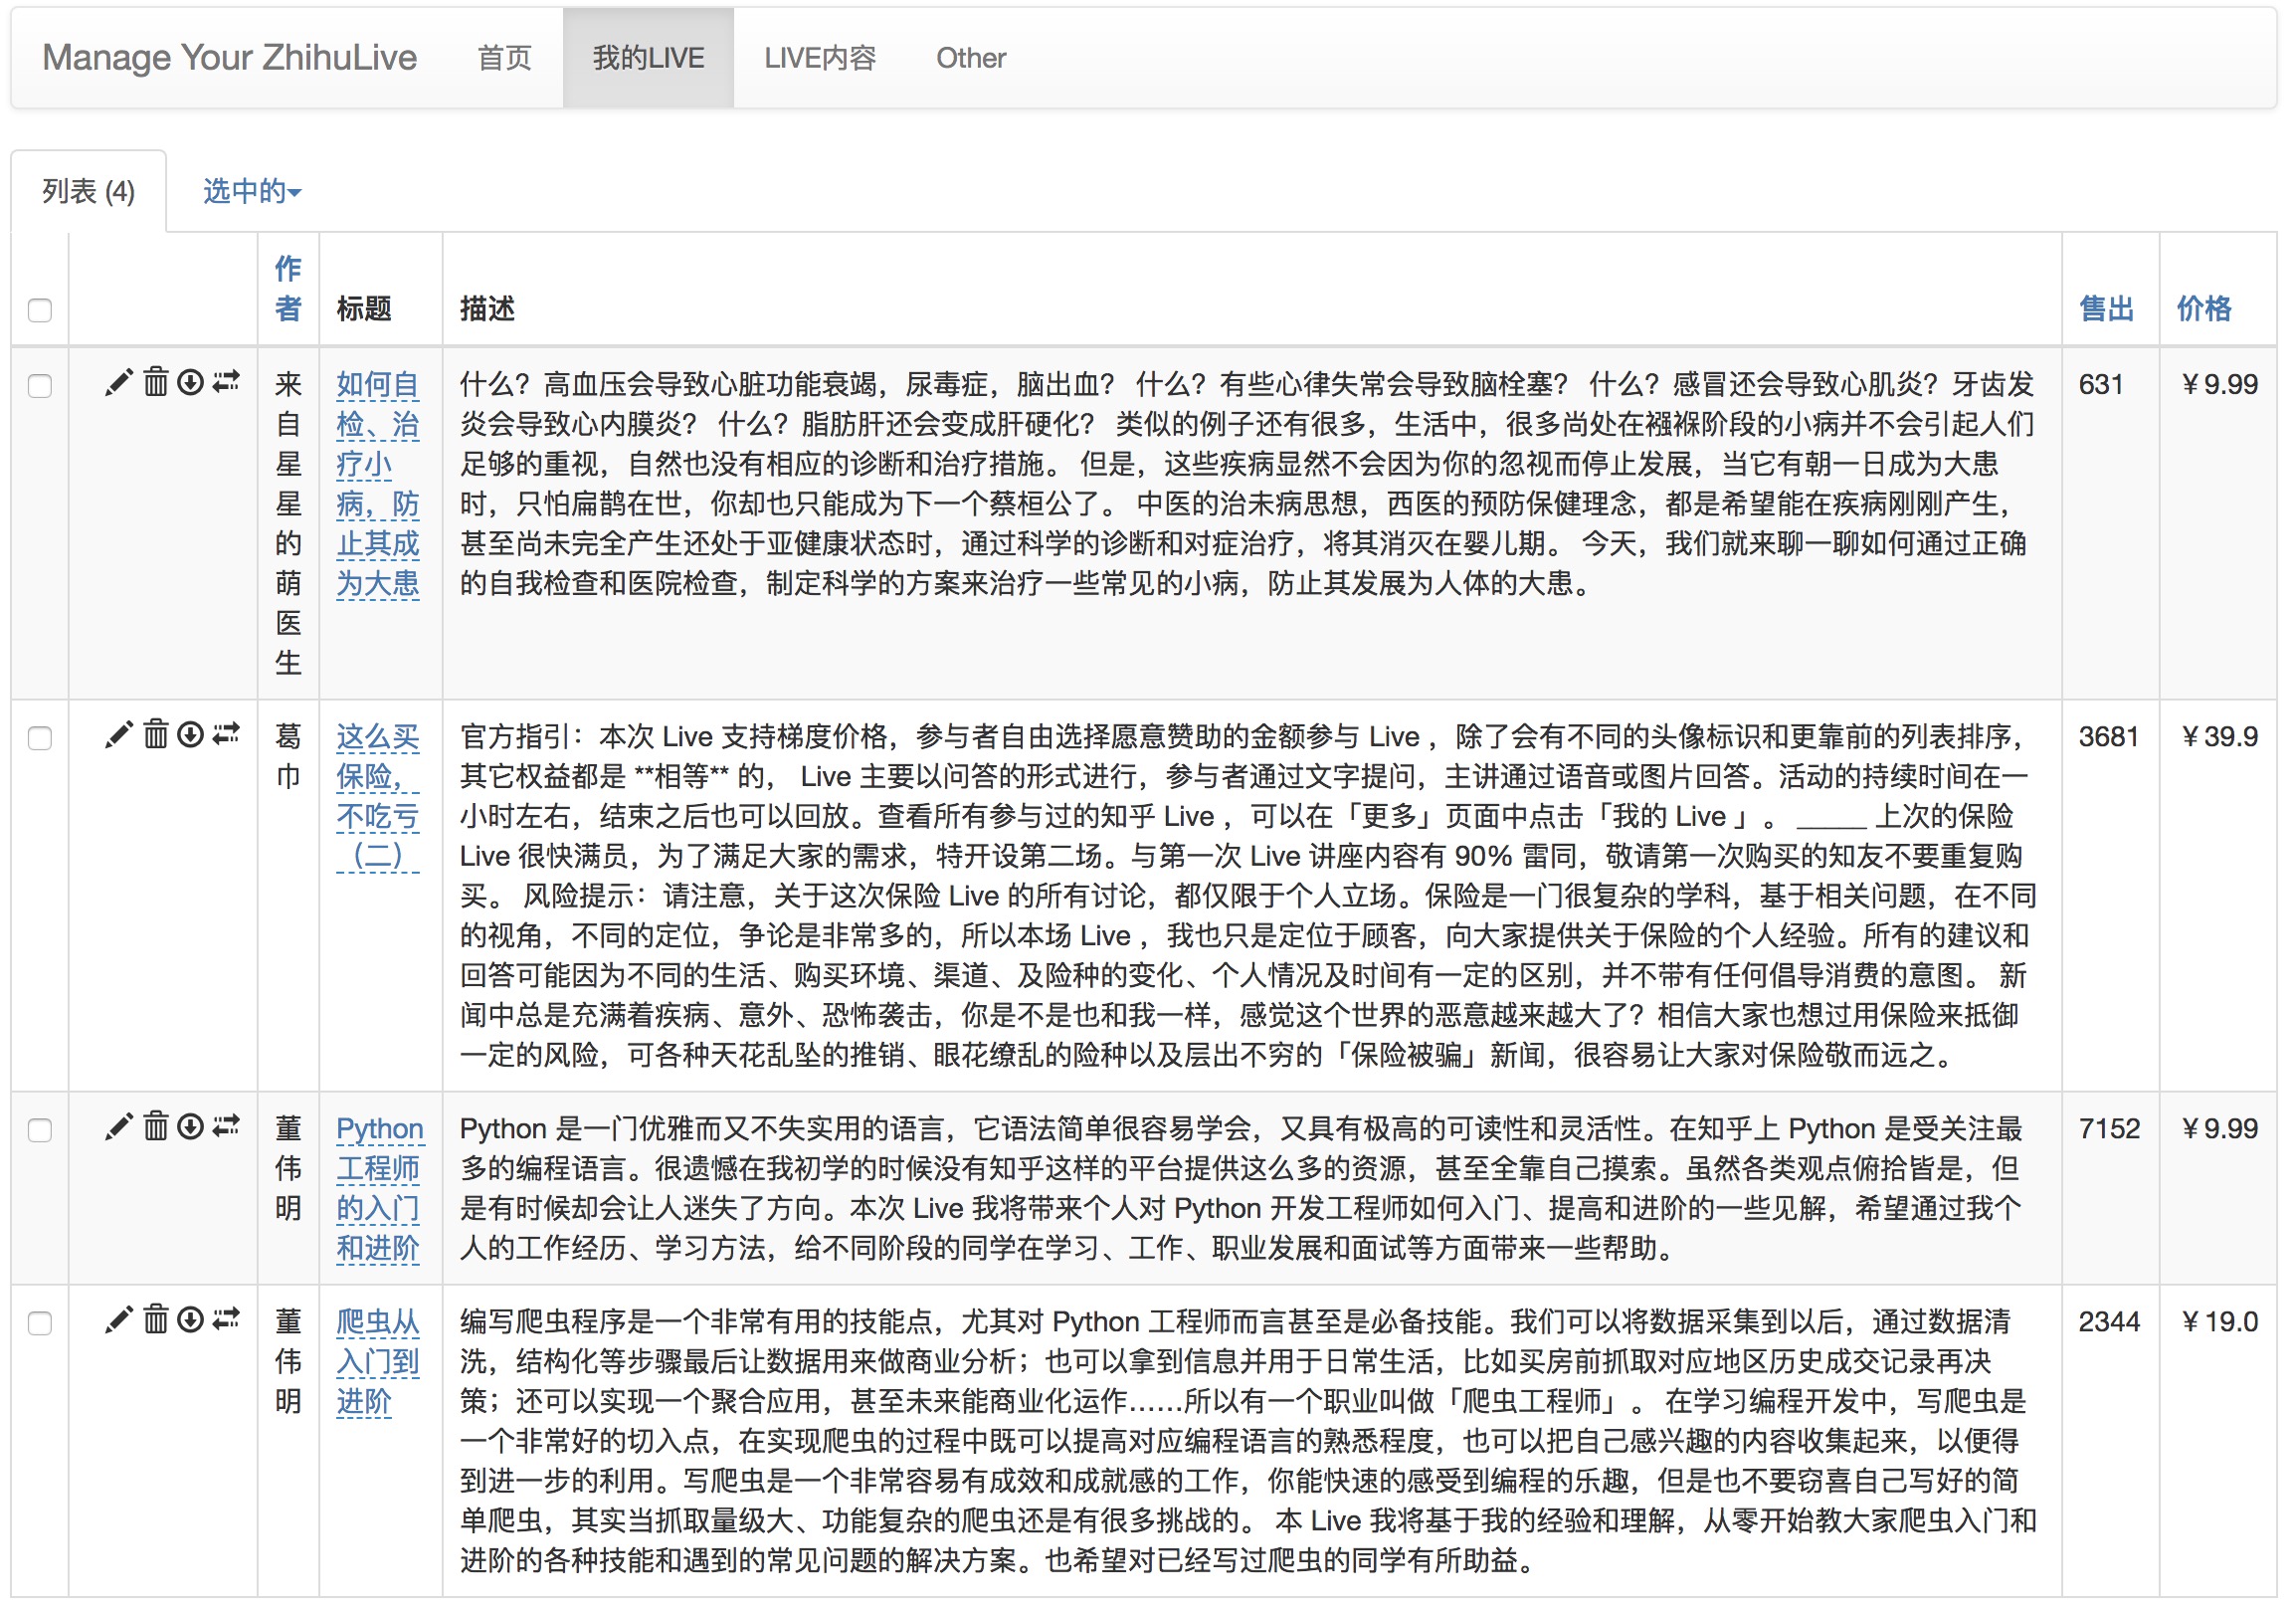 Manage Your ZhihuLive
首页
我的LIVE
LIVE内容
Other
列表 (4)
选中的
作
者
标题
描述
售出
价格
来
自
星
星
的
萌
医
生
如何自
检、治
疗小
病，防
止其成
为大患
什么？高血压会导致心脏功能衰竭，尿毒症，脑出血？ 什么？有些心律失常会导致脑栓塞？ 什么？感冒还会导致心肌炎？牙齿发
炎会导致心内膜炎？ 什么？脂肪肝还会变成肝硬化？ 类似的例子还有很多，生活中，很多尚处在襁褓阶段的小病并不会引起人们
足够的重视，自然也没有相应的诊断和治疗措施。 但是，这些疾病显然不会因为你的忽视而停止发展，当它有朝一日成为大患
时，只怕扁鹊在世，你却也只能成为下一个蔡桓公了。 中医的治未病思想，西医的预防保健理念，都是希望能在疾病刚刚产生，
甚至尚未完全产生还处于亚健康状态时，通过科学的诊断和对症治疗，将其消灭在婴儿期。 今天，我们就来聊一聊如何通过正确
的自我检查和医院检查，制定科学的方案来治疗一些常见的小病，防止其发展为人体的大患。
631
￥9.99
葛
巾
这么买
保险，
不吃亏
（二）
官方指引：本次 Live 支持梯度价格，参与者自由选择愿意赞助的金额参与 Live ，除了会有不同的头像标识和更靠前的列表排序，
其它权益都是 **相等** 的， Live 主要以问答的形式进行，参与者通过文字提问，主讲通过语音或图片回答。活动的持续时间在一
小时左右，结束之后也可以回放。查看所有参与过的知乎 Live ，可以在「更多」页面中点击「我的 Live 」 。 _____ 上次的保险
Live 很快满员，为了满足大家的需求，特开设第二场。与第一次 Live 讲座内容有 90% 雷同，敬请第一次购买的知友不要重复购
买。 风险提示：请注意，关于这次保险 Live 的所有讨论，都仅限于个人立场。保险是一门很复杂的学科，基于相关问题，在不同
的视角，不同的定位，争论是非常多的，所以本场 Live ，我也只是定位于顾客，向大家提供关于保险的个人经验。所有的建议和
回答可能因为不同的生活、购买环境、渠道、及险种的变化、个人情况及时间有一定的区别，并不带有任何倡导消费的意图。 新
闻中总是充满着疾病、意外、恐怖袭击，你是不是也和我一样，感觉这个世界的恶意越来越大了？相信大家也想过用保险来抵御
一定的风险，可各种天花乱坠的推销、眼花缭乱的险种以及层出不穷的「保险被骗」新闻，很容易让大家对保险敬而远之。
3681
￥39.9
董
伟
明
Python
工程师
的入门
和进阶
Python 是一门优雅而又不失实用的语言，它语法简单很容易学会，又具有极高的可读性和灵活性。在知乎上 Python 是受关注最
多的编程语言。很遗憾在我初学的时候没有知乎这样的平台提供这么多的资源，甚至全靠自己摸索。虽然各类观点俯拾皆是，但
是有时候却会让人迷失了方向。本次 Live 我将带来个人对 Python 开发工程师如何入门、提高和进阶的一些见解，希望通过我个
人的工作经历、学习方法，给不同阶段的同学在学习、工作、职业发展和面试等方面带来一些帮助。
7152
￥9.99
董
伟
明
爬虫从
入门到
进阶
编写爬虫程序是一个非常有用的技能点，尤其对 Python 工程师而言甚至是必备技能。我们可以将数据采集到以后，通过数据清
洗，结构化等步骤最后让数据用来做商业分析；也可以拿到信息并用于日常生活，比如买房前抓取对应地区历史成交记录再决
策；还可以实现一个聚合应用，甚至未来能商业化运作……所以有一个职业叫做「爬虫工程师」 。 在学习编程开发中，写爬虫是
一个非常好的切入点，在实现爬虫的过程中既可以提高对应编程语言的熟悉程度，也可以把自己感兴趣的内容收集起来，以便得
到进一步的利用。写爬虫是一个非常容易有成效和成就感的工作，你能快速的感受到编程的乐趣，但是也不要窃喜自己写好的简
单爬虫，其实当抓取量级大、功能复杂的爬虫还是有很多挑战的。 本 Live 我将基于我的经验和理解，从零开始教大家爬虫入门和
进阶的各种技能和遇到的常见问题的解决方案。也希望对已经写过爬虫的同学有所助益。
2344
￥19.0